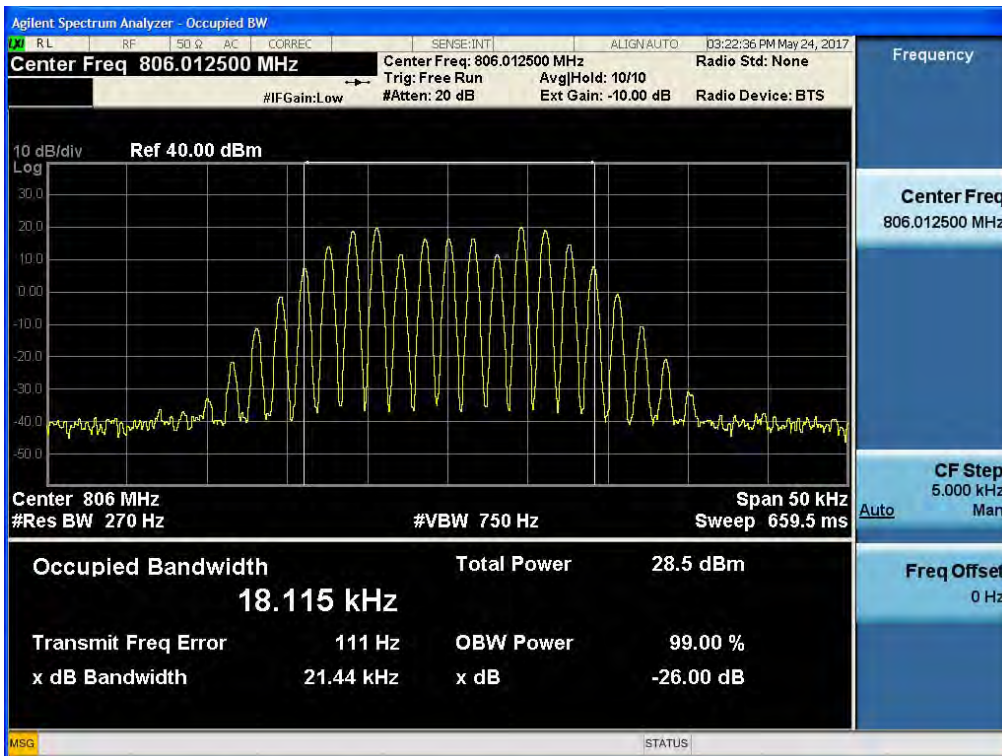 Agilent Spectrum Analyzer - Occupied BW
LXI RL RF 50 Ω AC CORREC SENSE:INT ALIGNAUTO 03:22:36 PM May 24, 2017
Center Freq 806.012500 MHz
Center Freq: 806.012500 MHz
Radio Std: None
Trig: Free Run
Avg|Hold: 10/10
#IFGain:Low
#Atten: 20 dB
Ext Gain: -10.00 dB
Radio Device: BTS
10 dB/div
Ref 40.00 dBm
Log
30.0
20.0
10.0
0.00
-10.0
-20.0
-30.0
-40.0
-50.0
Center 806 MHz
Span 50 kHz
#Res BW 270 Hz
#VBW 750 Hz
Sweep 659.5 ms
Occupied Bandwidth
Total Power 28.5 dBm
18.115 kHz
Transmit Freq Error 111 Hz
OBW Power 99.00 %
x dB Bandwidth 21.44 kHz
x dB -26.00 dB
MSG
STATUS
Frequency
Center Freq
806.012500 MHz
CF Step
5.000 kHz
Auto Man
Freq Offset
0 Hz